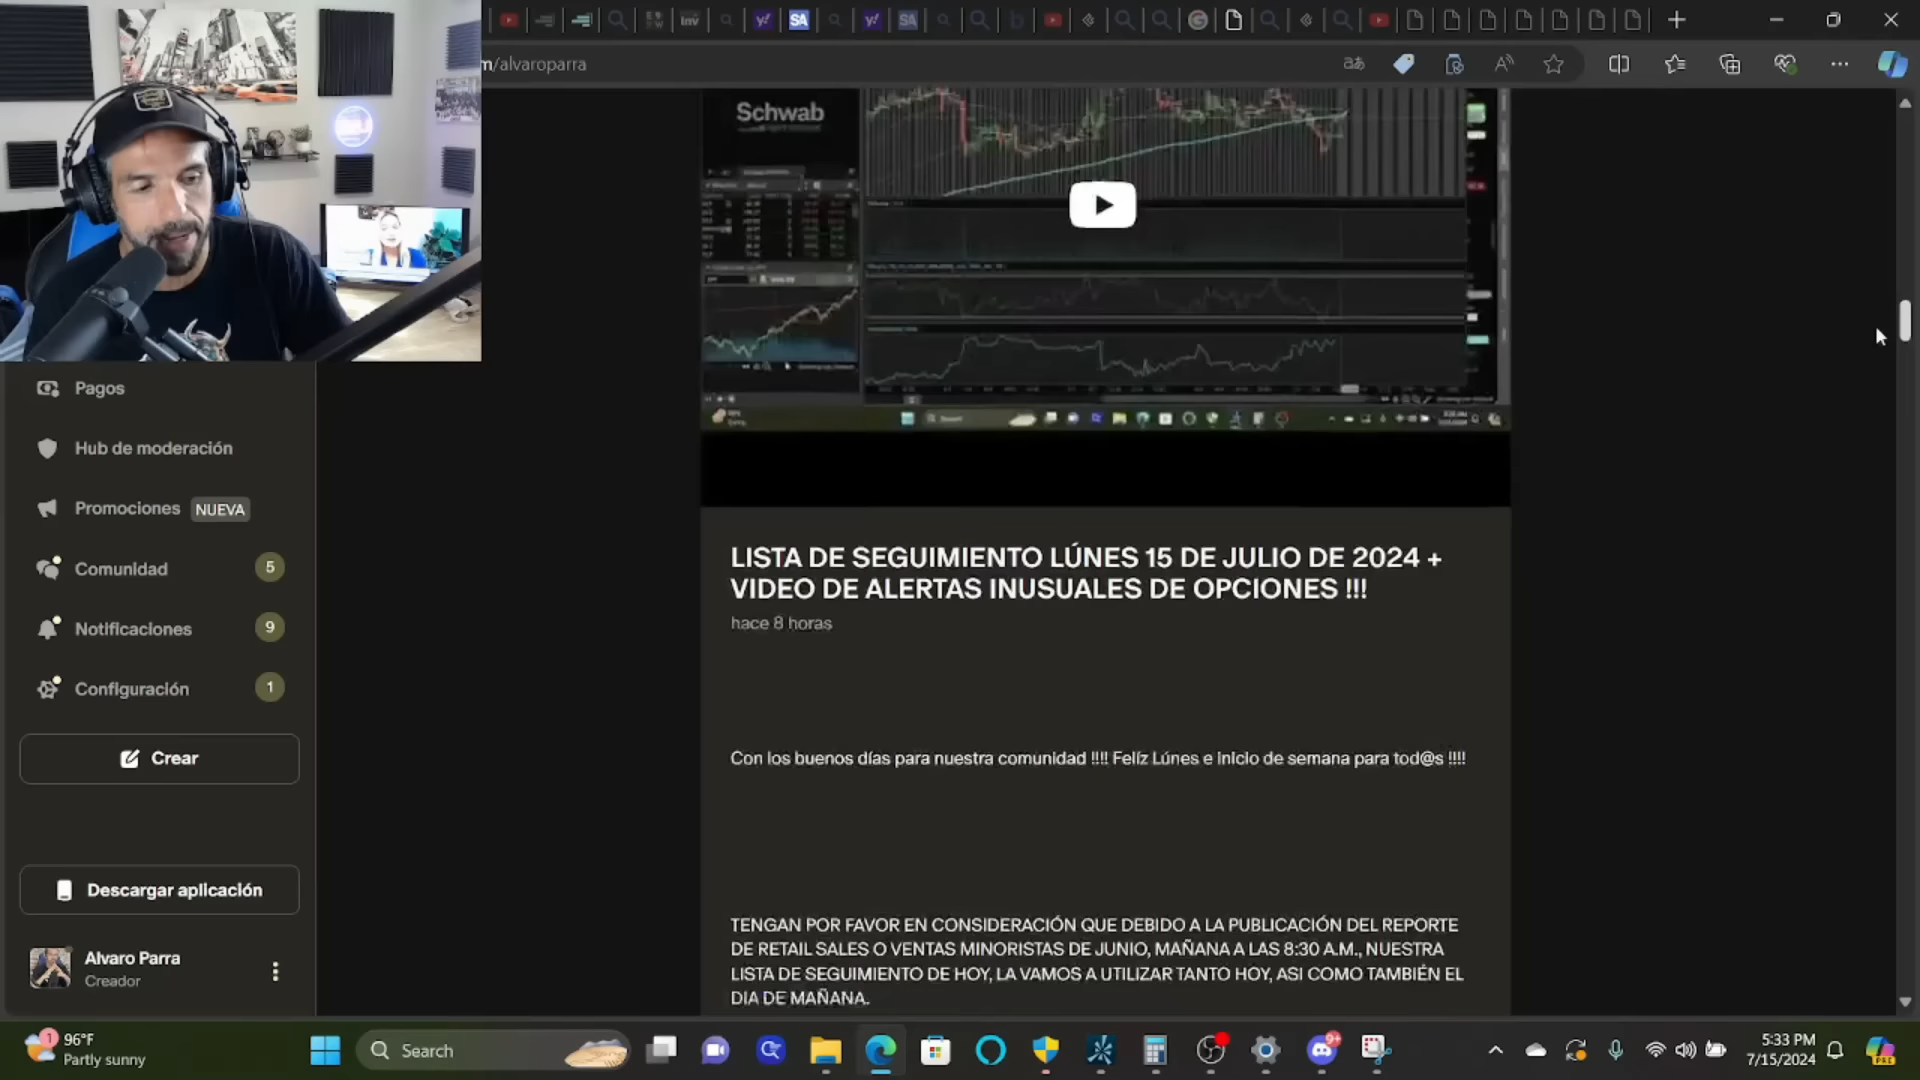 m/alvaroparra
Schwab
Pagos
Hub de moderación
Promociones NUEVA
Comunidad 5
Notificaciones 9
Configuración 1
Crear
Descargar aplicación
Alvaro Parra
Creador
LISTA DE SEGUIMIENTO LÚNES 15 DE JULIO DE 2024 +
VIDEO DE ALERTAS INUSUALES DE OPCIONES !!!
hace 8 horas
Con los buenos días para nuestra comunidad !!!! Felíz Lúnes e inicio de semana para tod@s !!!!
TENGAN POR FAVOR EN CONSIDERACIÓN QUE DEBIDO A LA PUBLICACIÓN DEL REPORTE
DE RETAIL SALES O VENTAS MINORISTAS DE JUNIO, MAÑANA A LAS 8:30 A.M., NUESTRA
LISTA DE SEGUIMIENTO DE HOY, LA VAMOS A UTILIZAR TANTO HOY, ASI COMO TAMBIÉN EL
DIA DE MAÑANA.
96°F
Partly sunny
Search
5:33 PM
7/15/2024